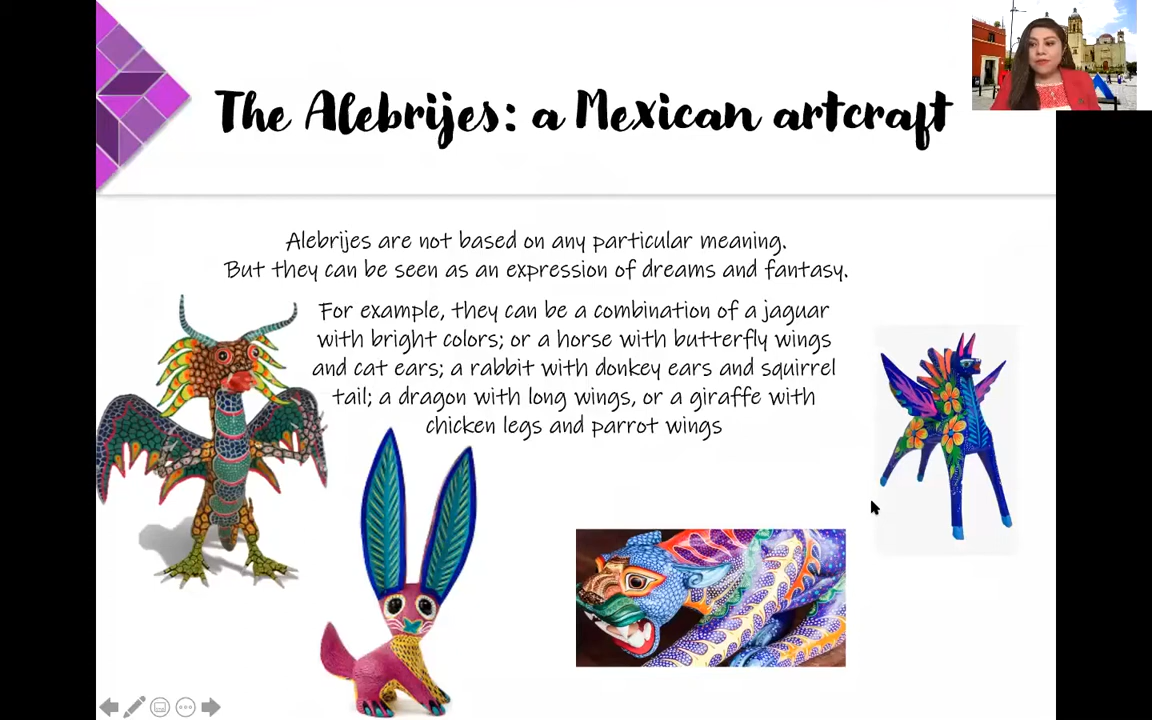 The Alebrijes: a Mexican artcraft
Alebrijes are not based on any particular meaning.
But they can be seen as an expression of dreams and fantasy.
For example, they can be a combination of a jaguar
with bright colors; or a horse with butterfly wings
and cat ears; a rabbit with donkey ears and squirrel
tail; a dragon with long wings, or a giraffe with
chicken legs and parrot wings